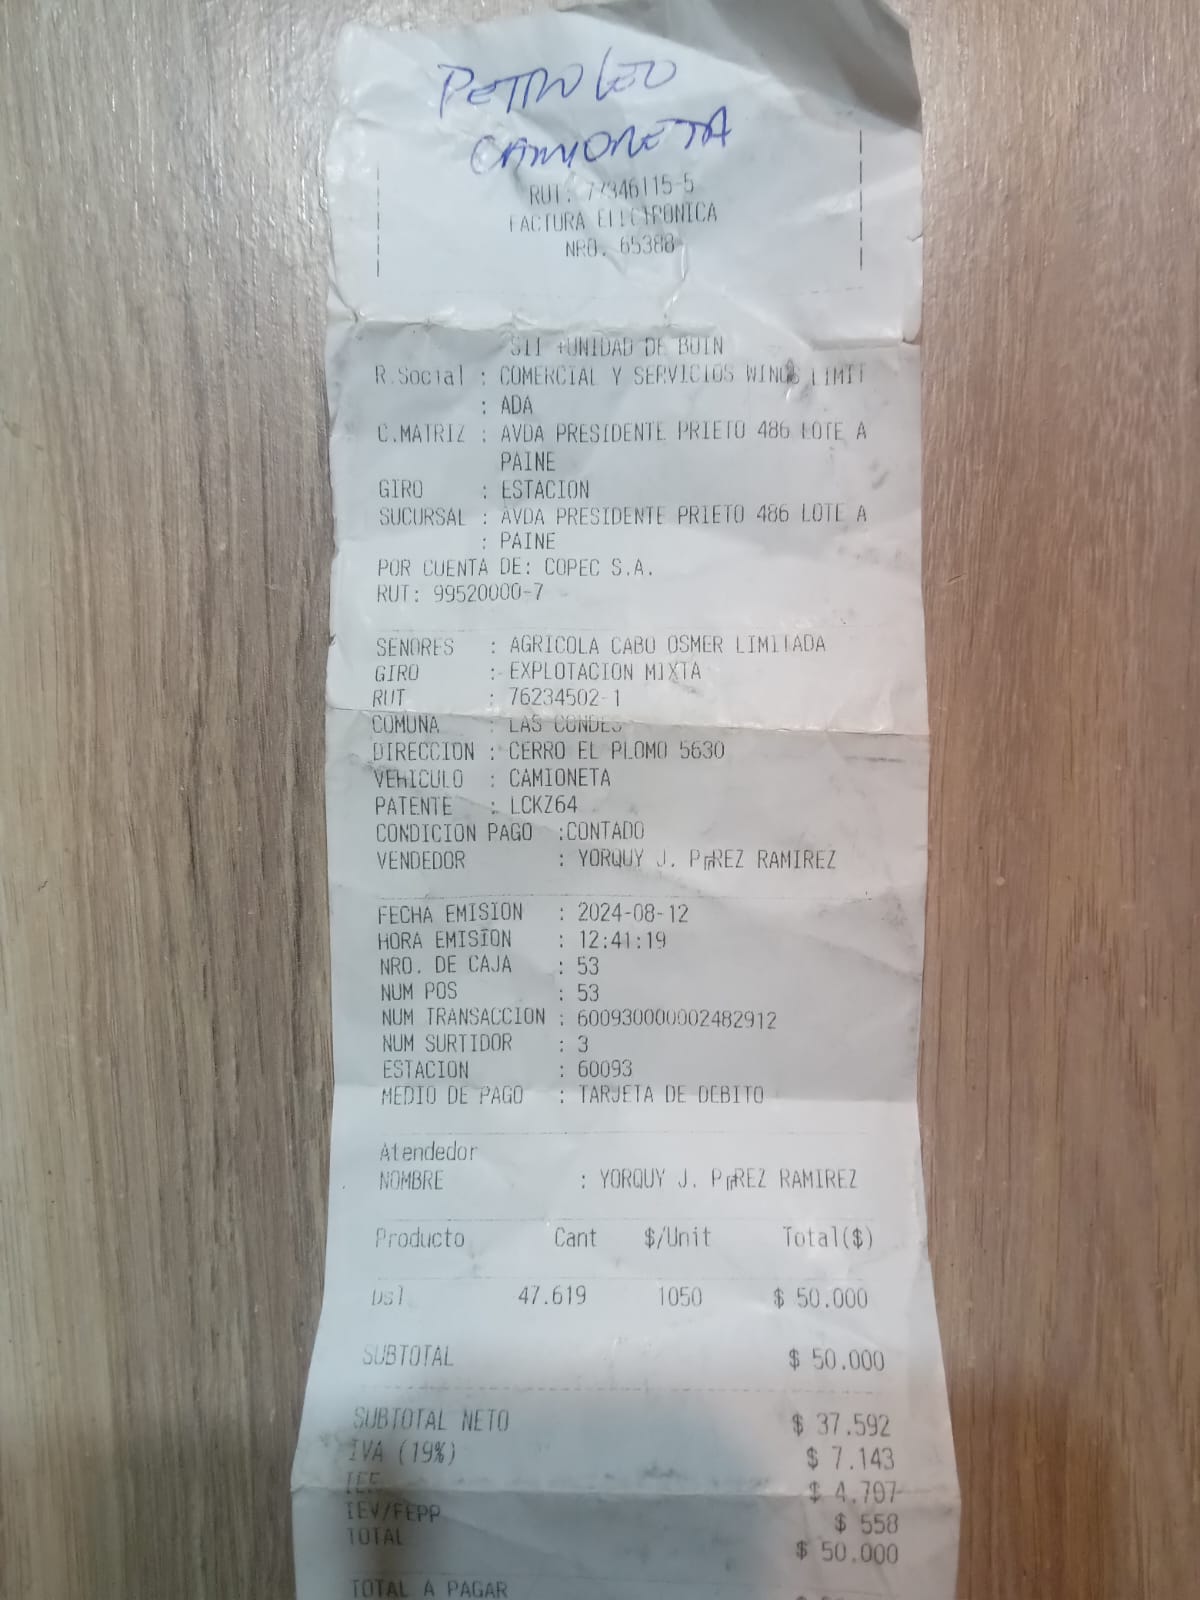 PETROLEO
CAMIONETA
RUT: 77346115-5
FACTURA ELECTRONICA
NRO. 65388
SII +UNIDAD DE BUIN
R.Social : COMERCIAL Y SERVICIOS WINGS LIMIT
: ADA
C.MATRIZ : AVDA PRESIDENTE PRIETO 486 LOTE A
PAINE
GIRO : ESTACION
SUCURSAL : AVDA PRESIDENTE PRIETO 486 LOTE A
: PAINE
POR CUENTA DE: COPEC S.A.
RUT: 99520000-7
SENORES : AGRICOLA CABO OSMER LIMITADA
GIRO : EXPLOTACION MIXTA
RUT : 76234502-1
COMUNA : LAS CONDES
DIRECCION : CERRO EL PLOMO 5630
VEHICULO : CAMIONETA
PATENTE : LCKZ64
CONDICION PAGO :CONTADO
VENDEDOR : YORQUY J. P╔REZ RAMIREZ
FECHA EMISION : 2024-08-12
HORA EMISION : 12:41:19
NRO. DE CAJA : 53
NUM POS : 53
NUM TRANSACCION : 600930000002482912
NUM SURTIDOR : 3
ESTACION : 60093
MEDIO DE PAGO : TARJETA DE DEBITO
Atendedor
NOMBRE : YORQUY J. P╔REZ RAMIREZ
Producto Cant $/Unit Total($)
Dsl 47.619 1050 $ 50.000
SUBTOTAL $ 50.000
SUBTOTAL NETO $ 37.592
IVA (19%) $ 7.143
IEF $ 4.707
IEV/FEPP $ 558
TOTAL $ 50.000
TOTAL A PAGAR